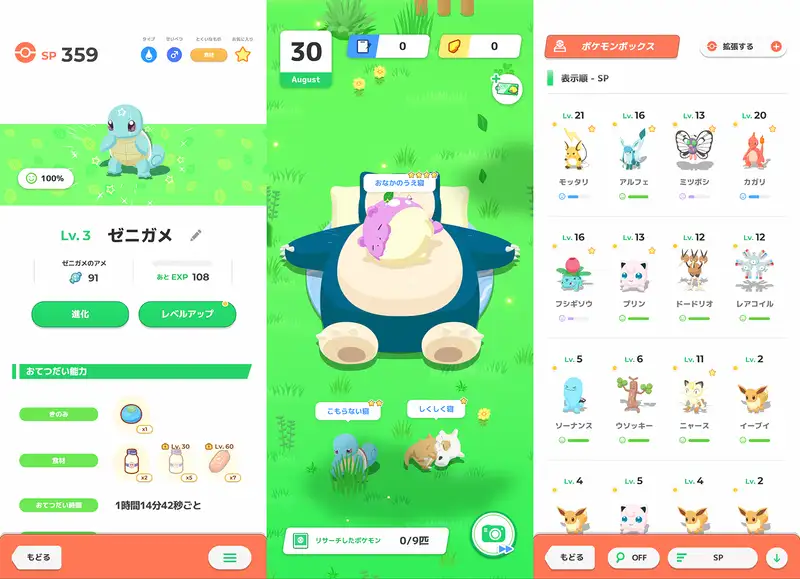 SP 359
タイプ
せいべつ
とくいなもの
お気に入り
食材
100%
Lv. 3 ゼニガメ
ゼニガメのアメ
91
あと EXP 108
進化
レベルアップ
おてつだい能力
きのみ
x1
食材
Lv.30
Lv.60
x2
x5
x7
おてつだい時間
1時間14分42秒ごと
もどる
30
August
0
0
おなかのうえ寝
こもらない寝
しくしく寝
リサーチしたポケモン
0/9匹
ポケモンボックス
拡張する
表示順 - SP
Lv. 21
Lv. 16
Lv. 13
Lv. 20
モッタリ
アルフェ
ミツボシ
カガリ
Lv. 16
Lv. 13
Lv. 12
Lv. 12
フシギソウ
プリン
ドードリオ
レアコイル
Lv. 5
Lv. 6
Lv. 11
Lv. 2
ソーナンス
ウソッキー
ニャース
イーブイ
Lv. 4
Lv. 5
Lv. 4
Lv. 2
もどる
OFF
SP